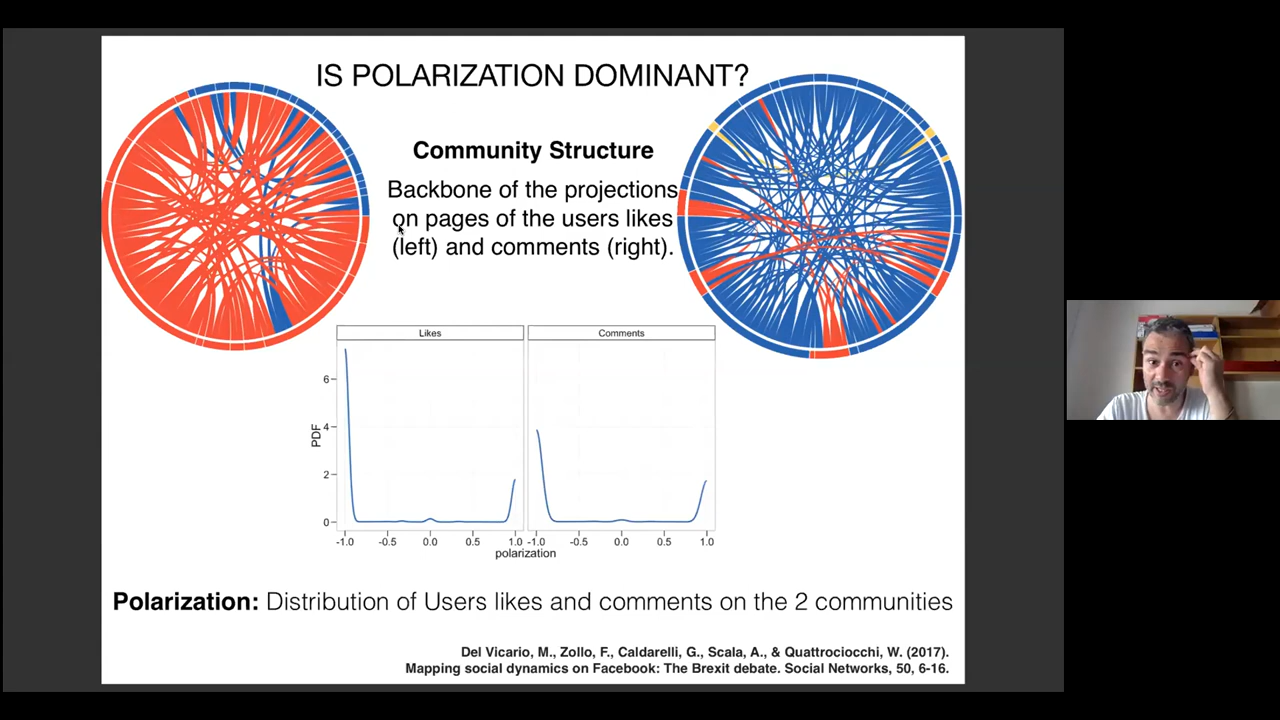 IS POLARIZATION DOMINANT?
Community Structure
Backbone of the projections
on pages of the users likes
(left) and comments (right).
Likes
Comments
PDF
6
4
2
0
-1.0 -0.5 0.0 0.5 1.0 -1.0 -0.5 0.0 0.5 1.0
polarization
Polarization: Distribution of Users likes and comments on the 2 communities
Del Vicario, M., Zollo, F., Caldarelli, G., Scala, A., & Quattrociocchi, W. (2017).
Mapping social dynamics on Facebook: The Brexit debate. Social Networks, 50, 6-16.